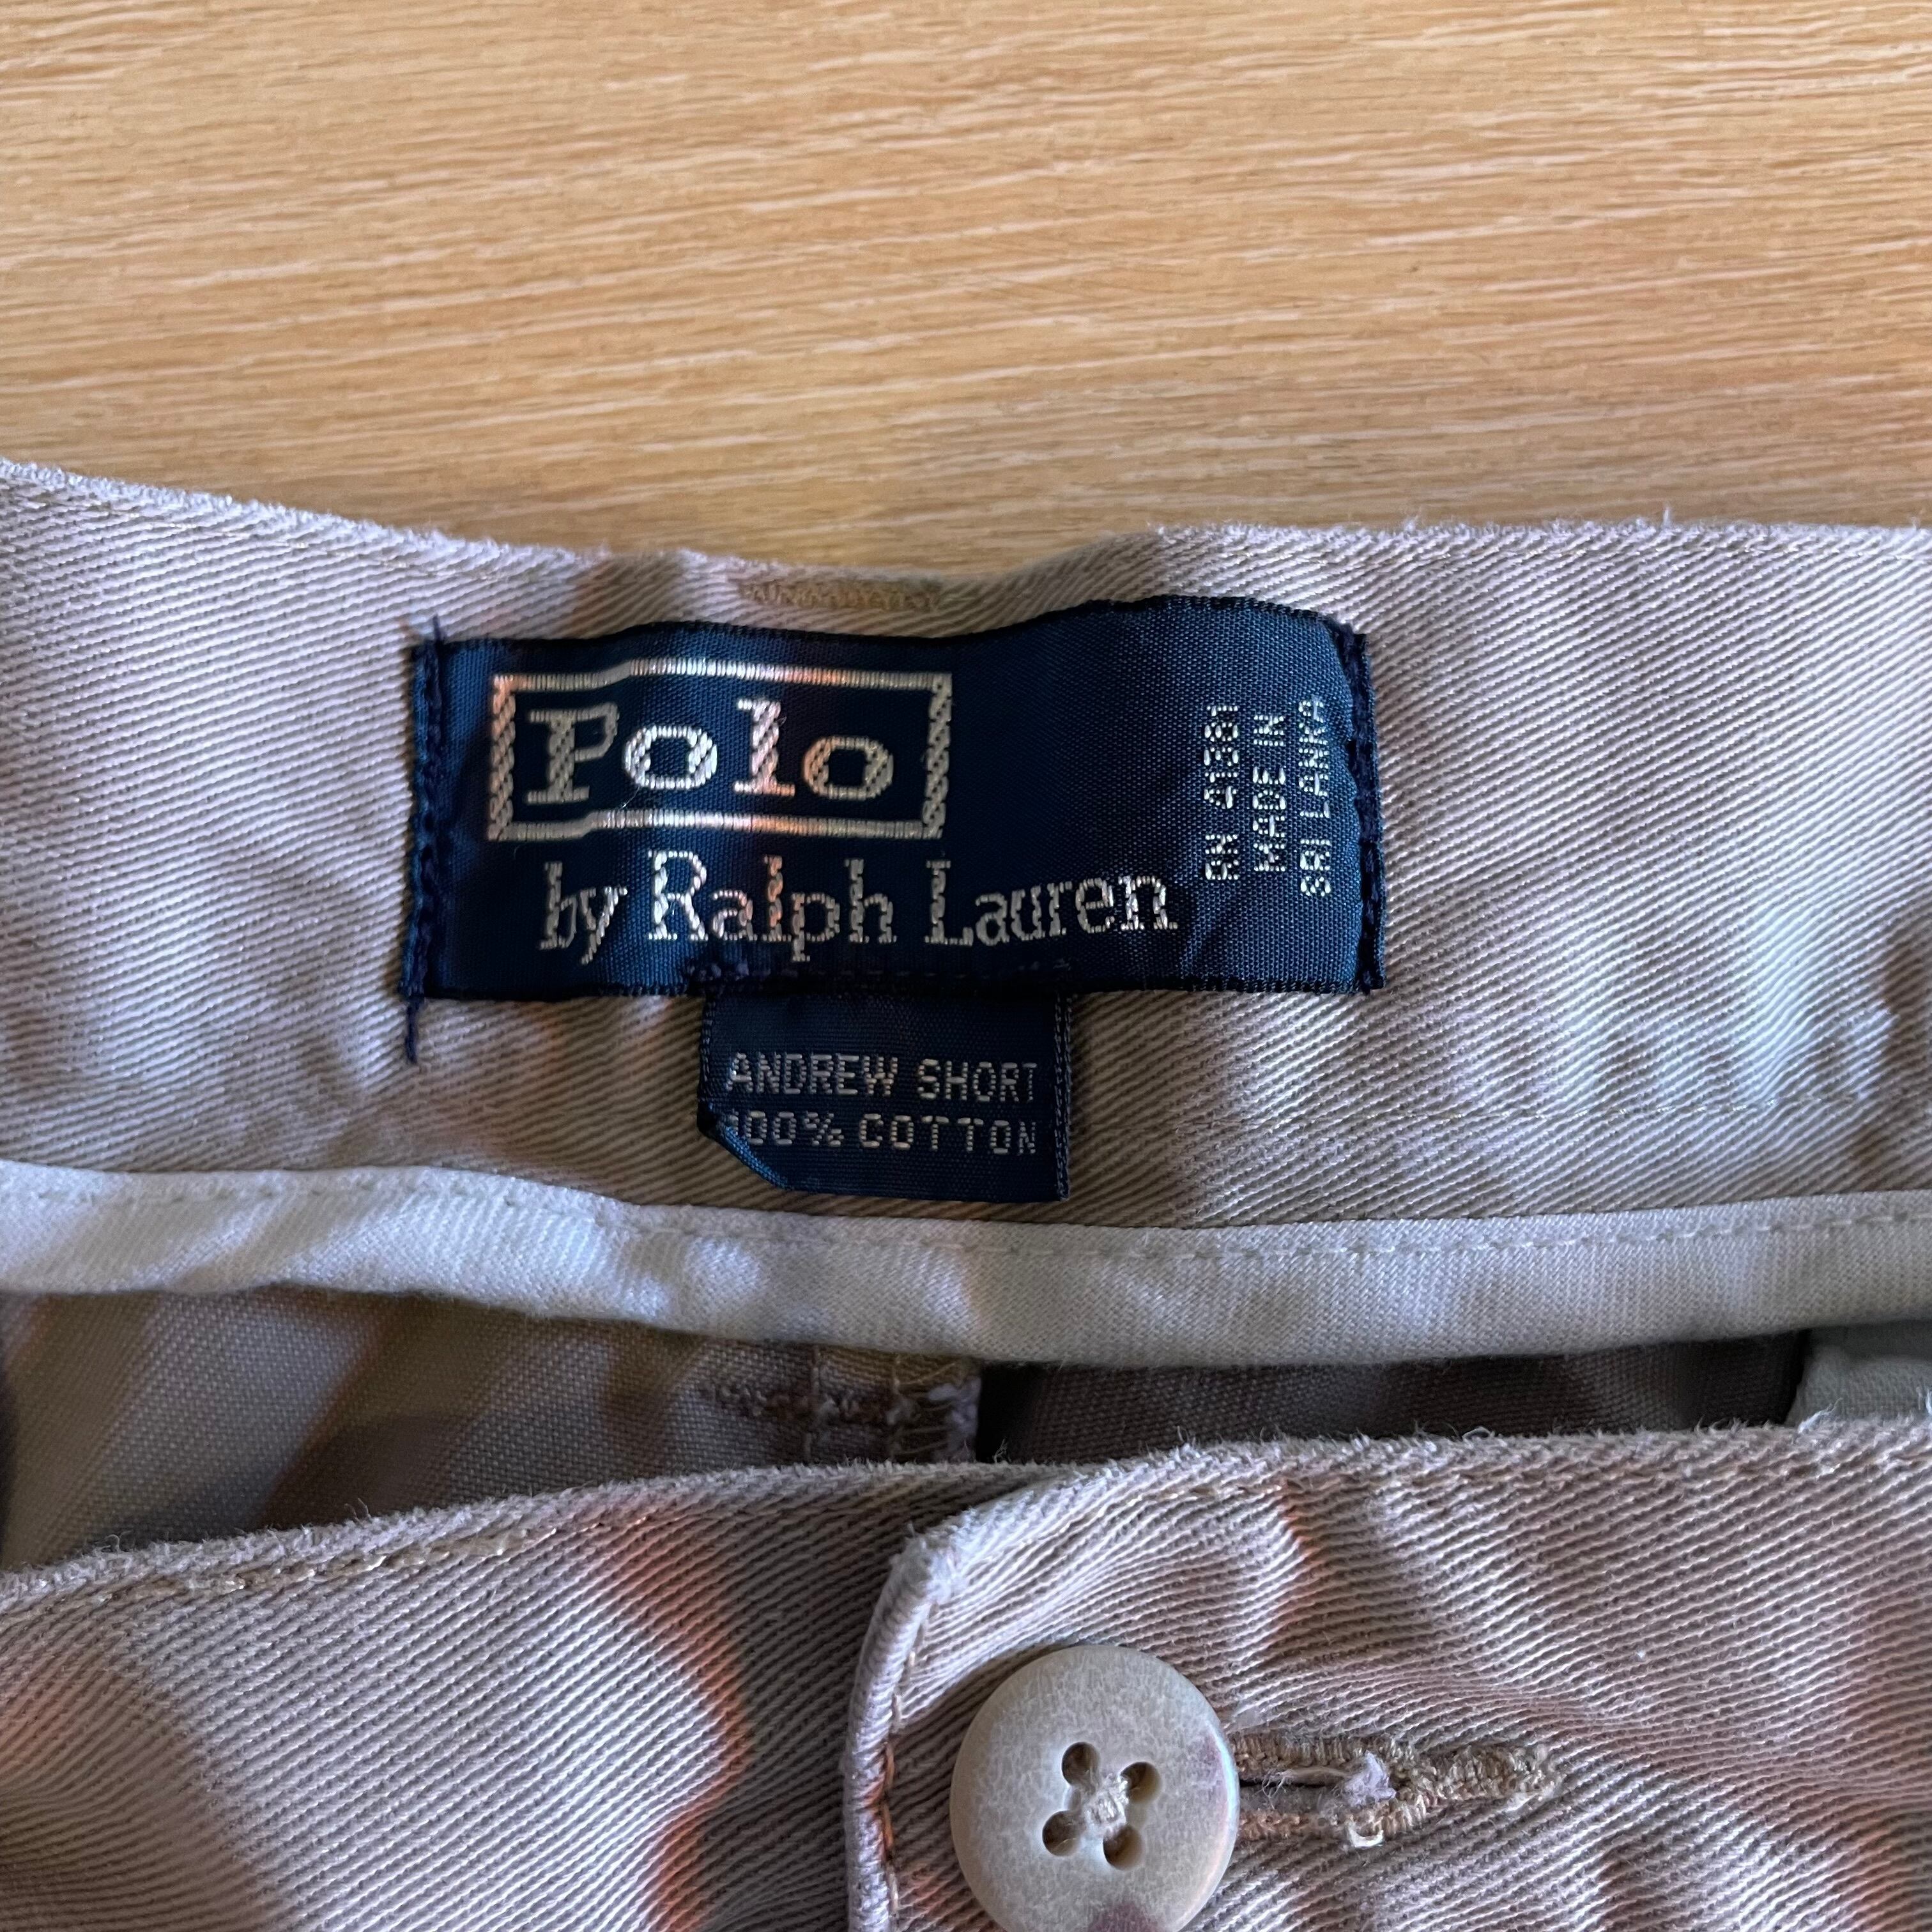 Polo
by Ralph Lauren
RN 41381
MADE IN
SRI LANKA
ANDREW SHORT
100% COTTON